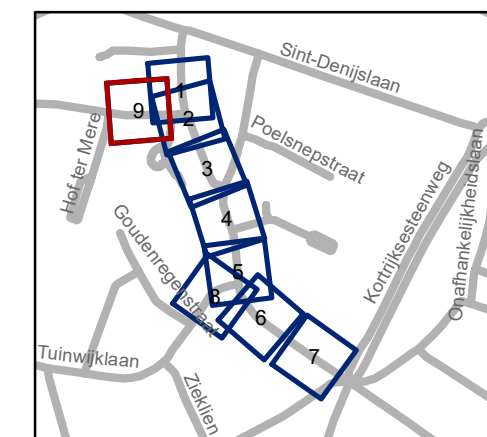 Sint-Denijslaan
1
9
2
Poelsnepstraat
Hof ter Mere
3
Kortrijksesteenweg
Onafhankelijkheidslaan
4
Goudenregenstraat
5
8
6
Tuinwijklaan
7
Zieklien